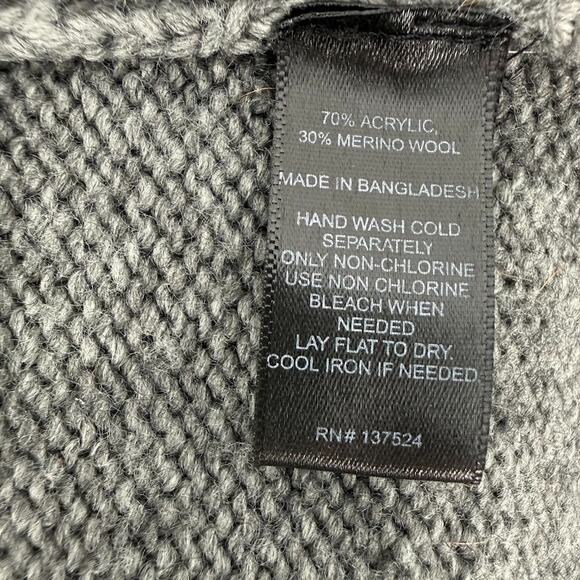 70% ACRYLIC,
30% MERINO WOOL
MADE IN BANGLADESH
HAND WASH COLD
SEPARATELY
ONLY NON-CHLORINE
USE NON CHLORINE
BLEACH WHEN
NEEDED
LAY FLAT TO DRY.
COOL IRON IF NEEDED
RN# 137524